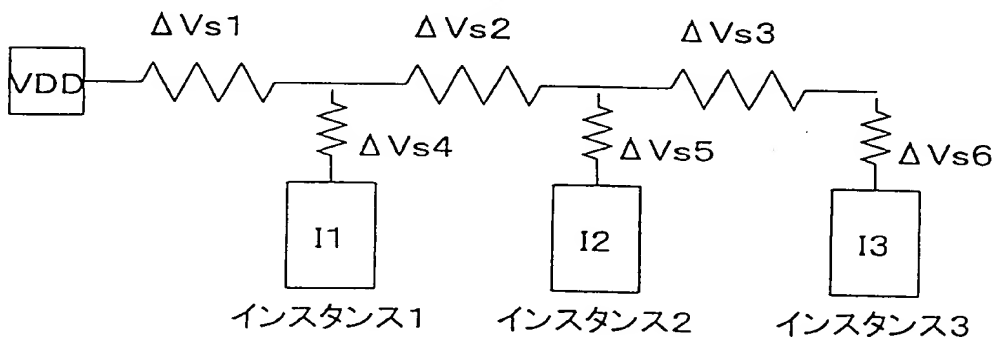 ΔVs1
ΔVs2
ΔVs3
VDD
ΔVs4
ΔVs5
ΔVs6
I1
I2
I3
インスタンス1
インスタンス2
インスタンス3